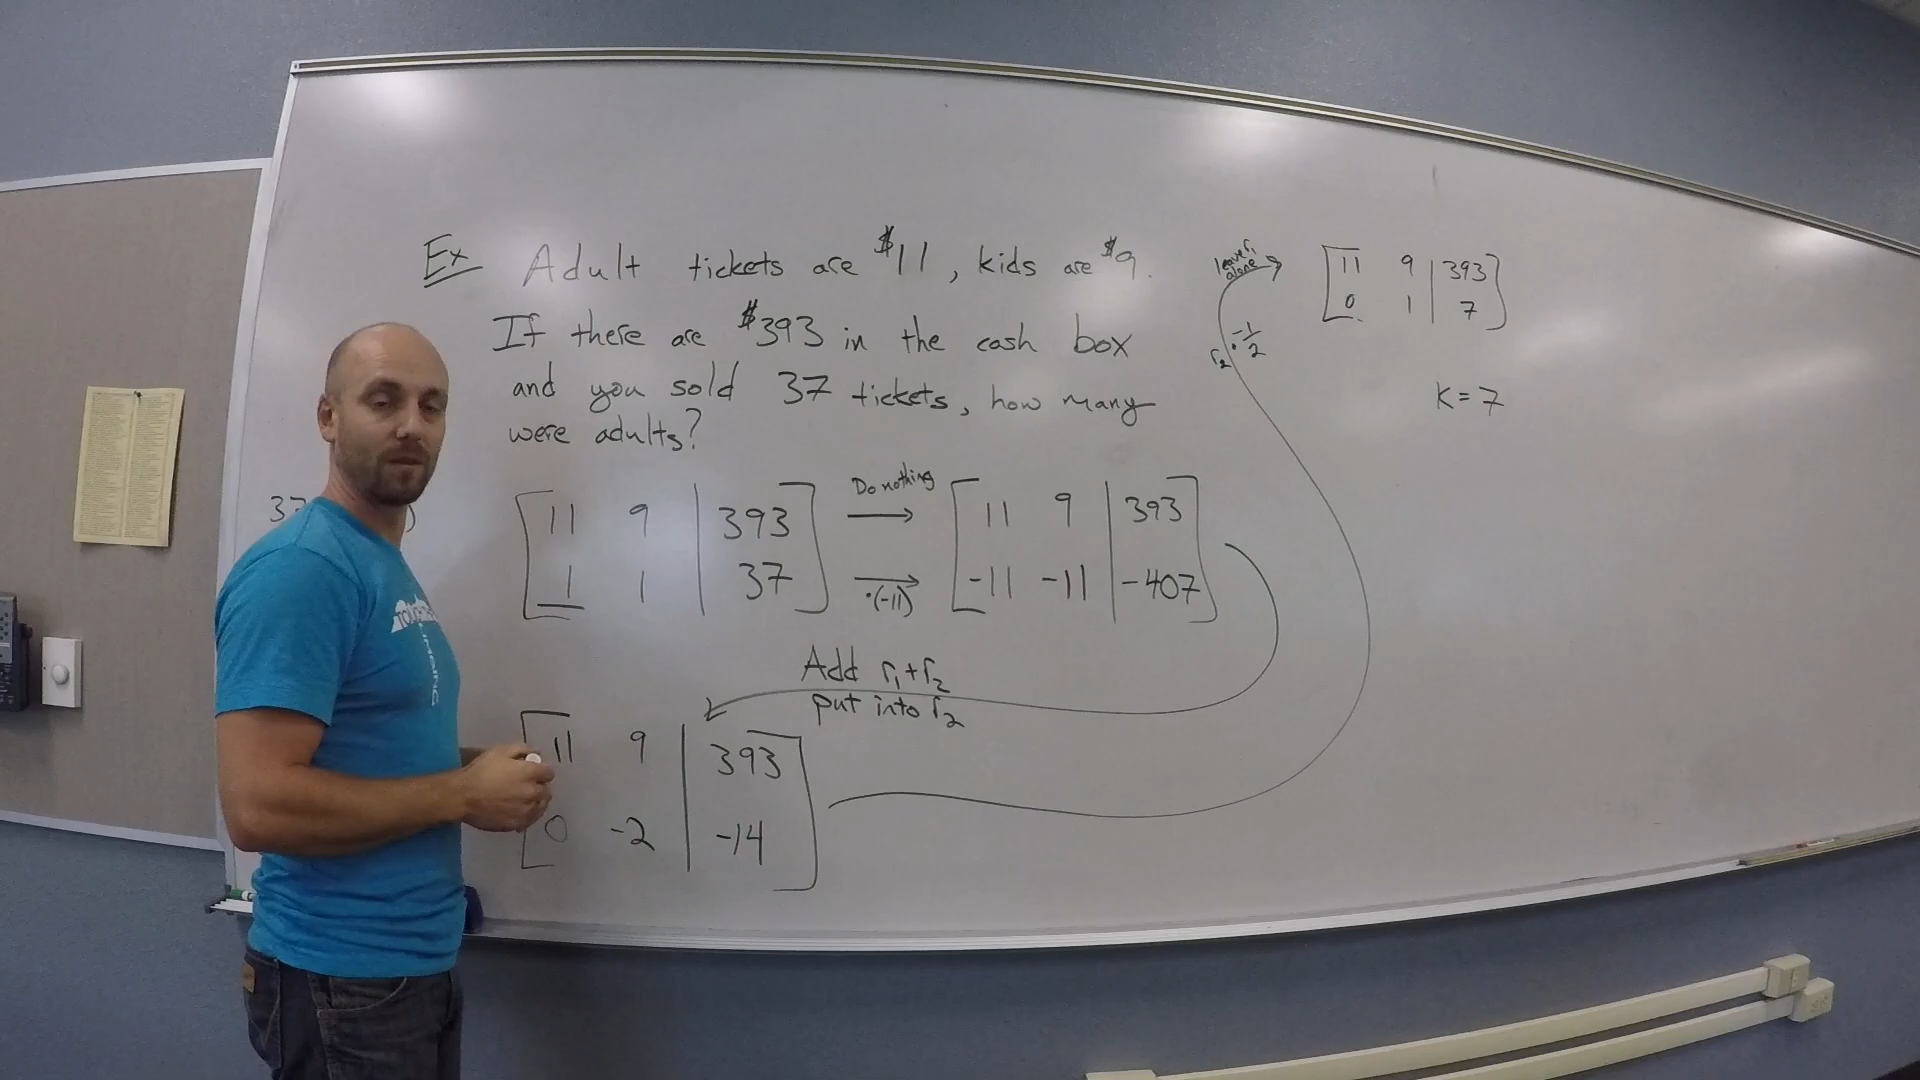 Ex Adult tickets are $11, kids are $9.
If there are $393 in the cash box
and you sold 37 tickets, how many
were adults?
37 )
11 9 | 393
1 1 | 37
Do nothing
→
→
·(-11)
11 9 | 393
-11 -11 | -407
Add r₁+r₂
put into r₂
11 9 | 393
0 -2 | -14
leave r₁
alone
r₂ · -1/2
11 9 | 393
0 1 | 7
K = 7